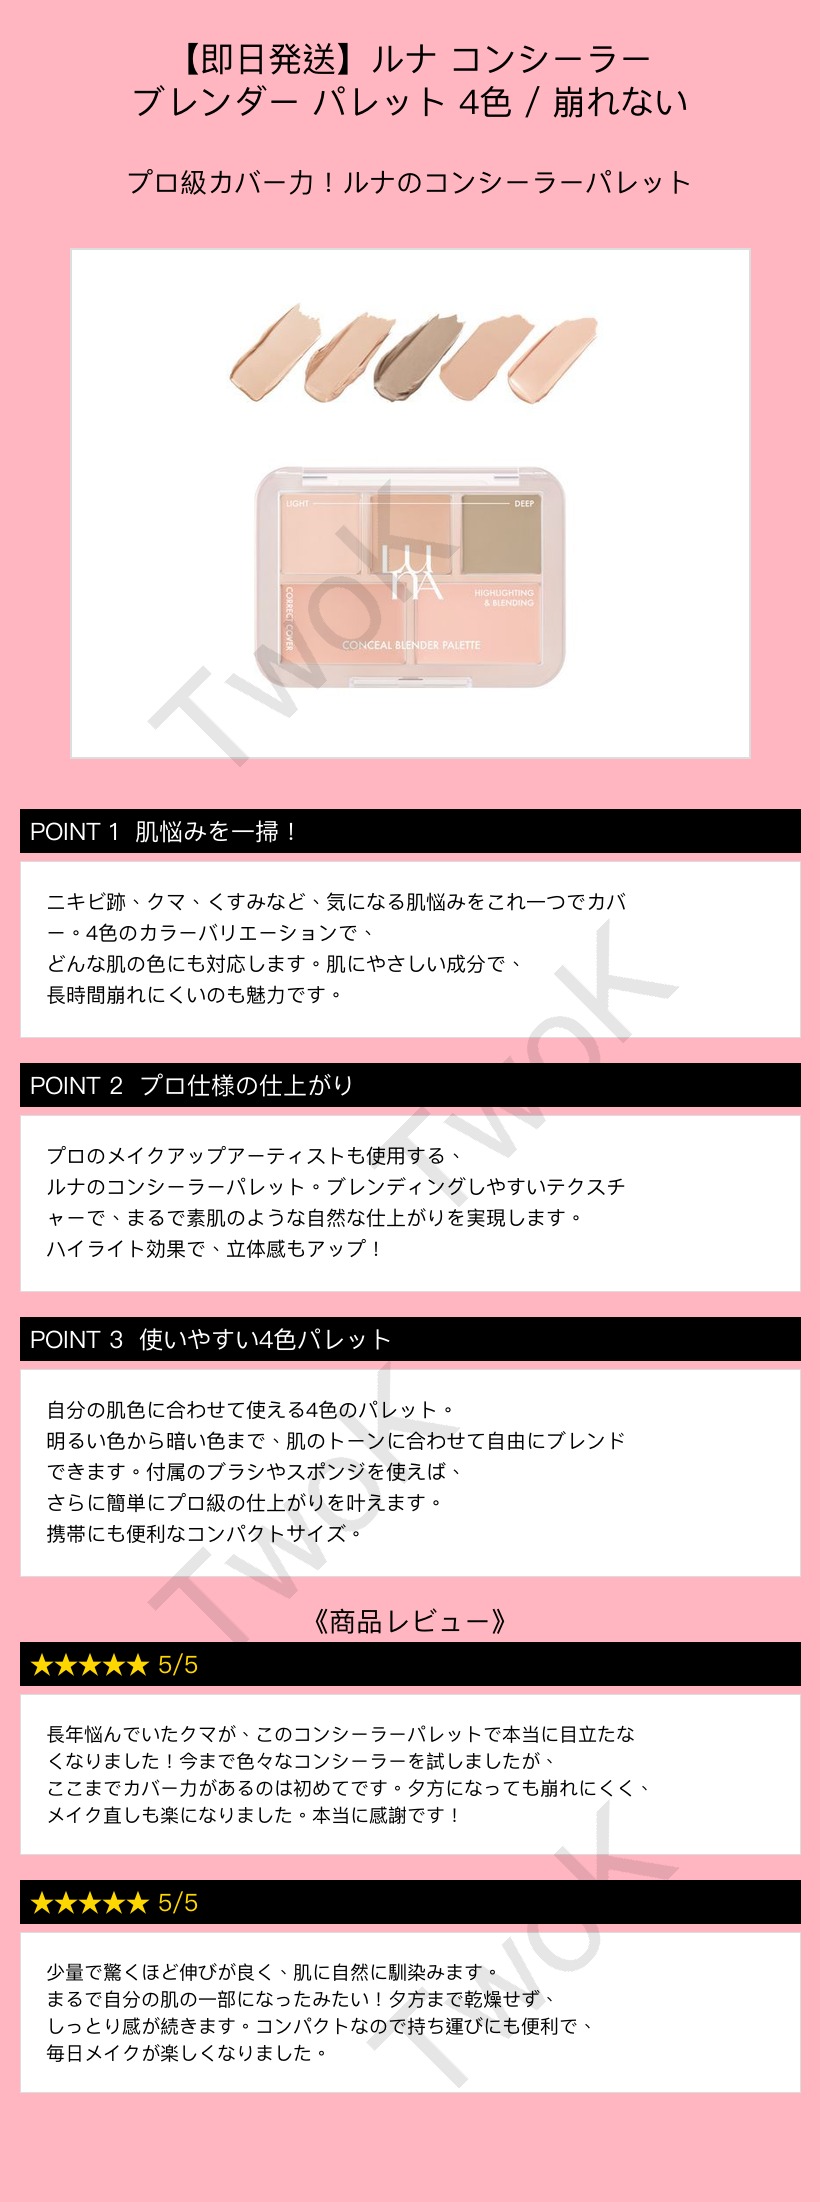 【即日発送】ルナ コンシーラー
ブレンダー パレット 4色 / 崩れない
プロ級カバー力！ルナのコンシーラーパレット
LIGHT
DEEP
LUNA
CORRECT COVER
HIGHLIGHTING
& BLENDING
CONCEAL BLENDER PALETTE
TwoK
POINT 1 肌悩みを一掃！
ニキビ跡、クマ、くすみなど、気になる肌悩みをこれ一つでカバ
ー。4色のカラーバリエーションで、
どんな肌の色にも対応します。肌にやさしい成分で、
長時間崩れにくいのも魅力です。
TwoK
POINT 2 プロ仕様の仕上がり
プロのメイクアップアーティストも使用する、
ルナのコンシーラーパレット。ブレンディングしやすいテクスチ
ャーで、まるで素肌のような自然な仕上がりを実現します。
ハイライト効果で、立体感もアップ！
POINT 3 使いやすい4色パレット
自分の肌色に合わせて使える4色のパレット。
明るい色から暗い色まで、肌のトーンに合わせて自由にブレンド
できます。付属のブラシやスポンジを使えば、
さらに簡単にプロ級の仕上がりを叶えます。
携帯にも便利なコンパクトサイズ。
TwoK
《商品レビュー》
★★★★★ 5/5
長年悩んでいたクマが、このコンシーラーパレットで本当に目立たな
くなりました！今まで色々なコンシーラーを試しましたが、
ここまでカバー力があるのは初めてです。夕方になっても崩れにくく、
メイク直しも楽になりました。本当に感謝です！
★★★★★ 5/5
少量で驚くほど伸びが良く、肌に自然に馴染みます。
まるで自分の肌の一部になったみたい！夕方まで乾燥せず、
しっとり感が続きます。コンパクトなので持ち運びにも便利で、
毎日メイクが楽しくなりました。
TwoK